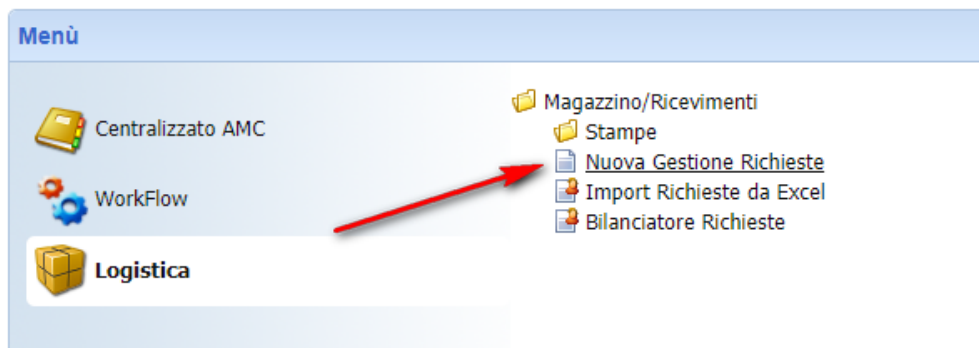 Menù
Centralizzato AMC
WorkFlow
Logistica
Magazzino/Ricevimenti
Stampe
Nuova Gestione Richieste
Import Richieste da Excel
Bilanciatore Richieste